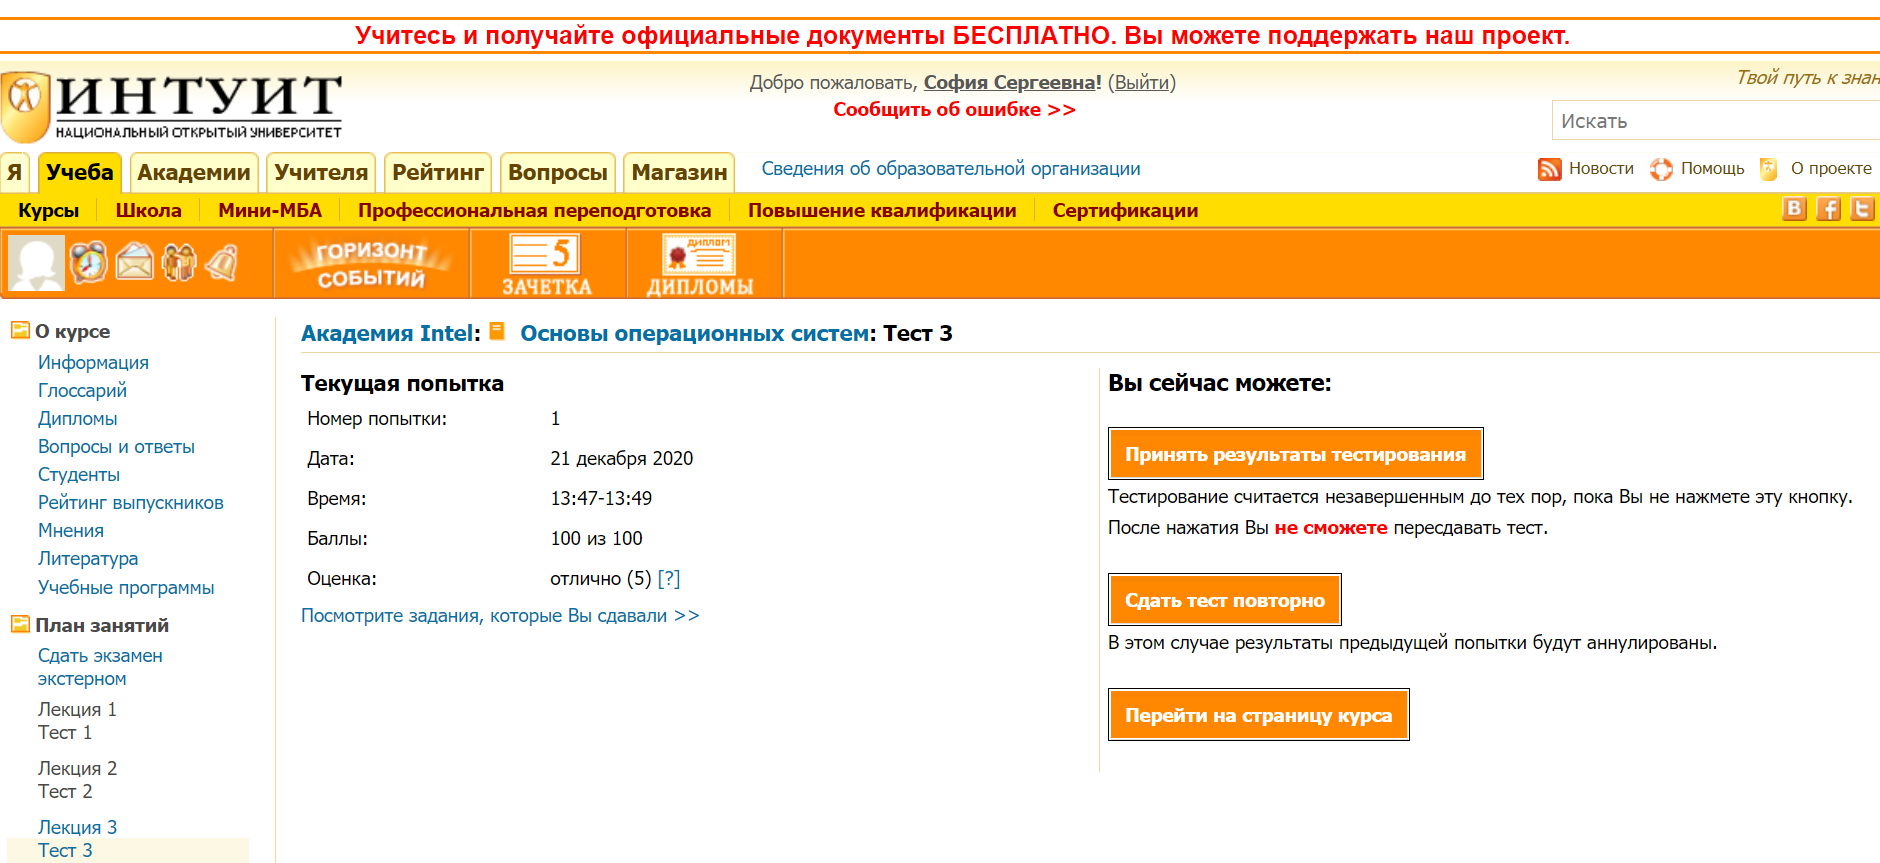 Учитесь и получайте официальные документы БЕСПЛАТНО. Вы можете поддержать наш проект.
ИНТУИТ
НАЦИОНАЛЬНЫЙ ОТКРЫТЫЙ УНИВЕРСИТЕТ
Добро пожаловать, София Сергеевна! (Выйти)
Сообщить об ошибке >>
Твой путь к
Искать
Я Учеба Академии Учителя Рейтинг Вопросы Магазин Сведения об образовательной организации Новости Помощь О проекте
Курсы Школа Мини-МБА Профессиональная переподготовка Повышение квалификации Сертификации B f t
ГОРИЗОНТ СОБЫТИЙ
5 ЗАЧЕТКА
ДИПЛОМ ДИПЛОМЫ
О курсе
Информация
Глоссарий
Дипломы
Вопросы и ответы
Студенты
Рейтинг выпускников
Мнения
Литература
Учебные программы
План занятий
Сдать экзамен
экстерном
Лекция 1
Тест 1
Лекция 2
Тест 2
Лекция 3
Тест 3
Академия Intel: Основы операционных систем: Тест 3
Текущая попытка
Номер попытки: 1
Дата: 21 декабря 2020
Время: 13:47-13:49
Баллы: 100 из 100
Оценка: отлично (5) [?]
Посмотрите задания, которые Вы сдавали >>
Вы сейчас можете:
Принять результаты тестирования
Тестирование считается незавершенным до тех пор, пока Вы не нажмете эту кнопку.
После нажатия Вы не сможете пересдавать тест.
Сдать тест повторно
В этом случае результаты предыдущей попытки будут аннулированы.
Перейти на страницу курса